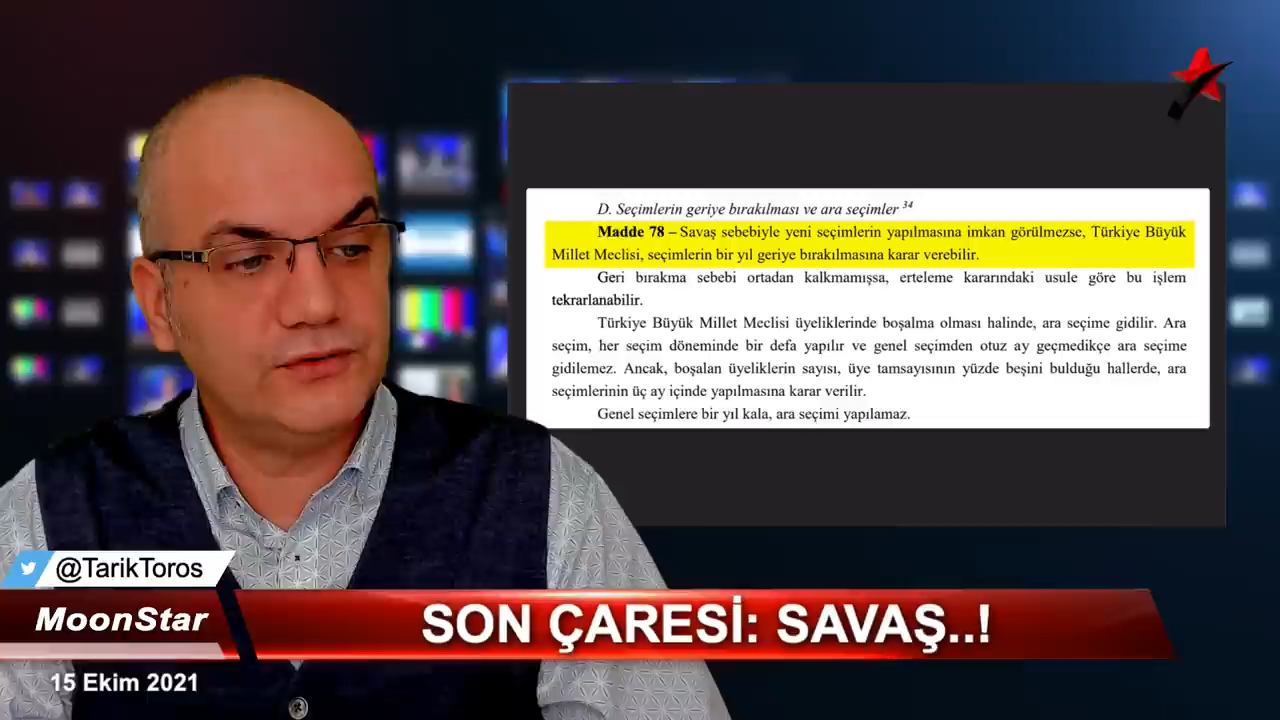 D. Seçimlerin geriye bırakılması ve ara seçimler 34
Madde 78 – Savaş sebebiyle yeni seçimlerin yapılmasına imkan görülmezse, Türkiye Büyük
Millet Meclisi, seçimlerin bir yıl geriye bırakılmasına karar verebilir.
Geri bırakma sebebi ortadan kalkmamışsa, erteleme kararındaki usule göre bu işlem
tekrarlanabilir.
Türkiye Büyük Millet Meclisi üyeliklerinde boşalma olması halinde, ara seçime gidilir. Ara
seçim, her seçim döneminde bir defa yapılır ve genel seçimden otuz ay geçmedikçe ara seçime
gidilemez. Ancak, boşalan üyeliklerin sayısı, üye tamsayısının yüzde beşini bulduğu hallerde, ara
seçimlerinin üç ay içinde yapılmasına karar verilir.
Genel seçimlere bir yıl kala, ara seçimi yapılamaz.
@TarikToros
MoonStar
SON ÇARESİ: SAVAŞ..!
15 Ekim 2021